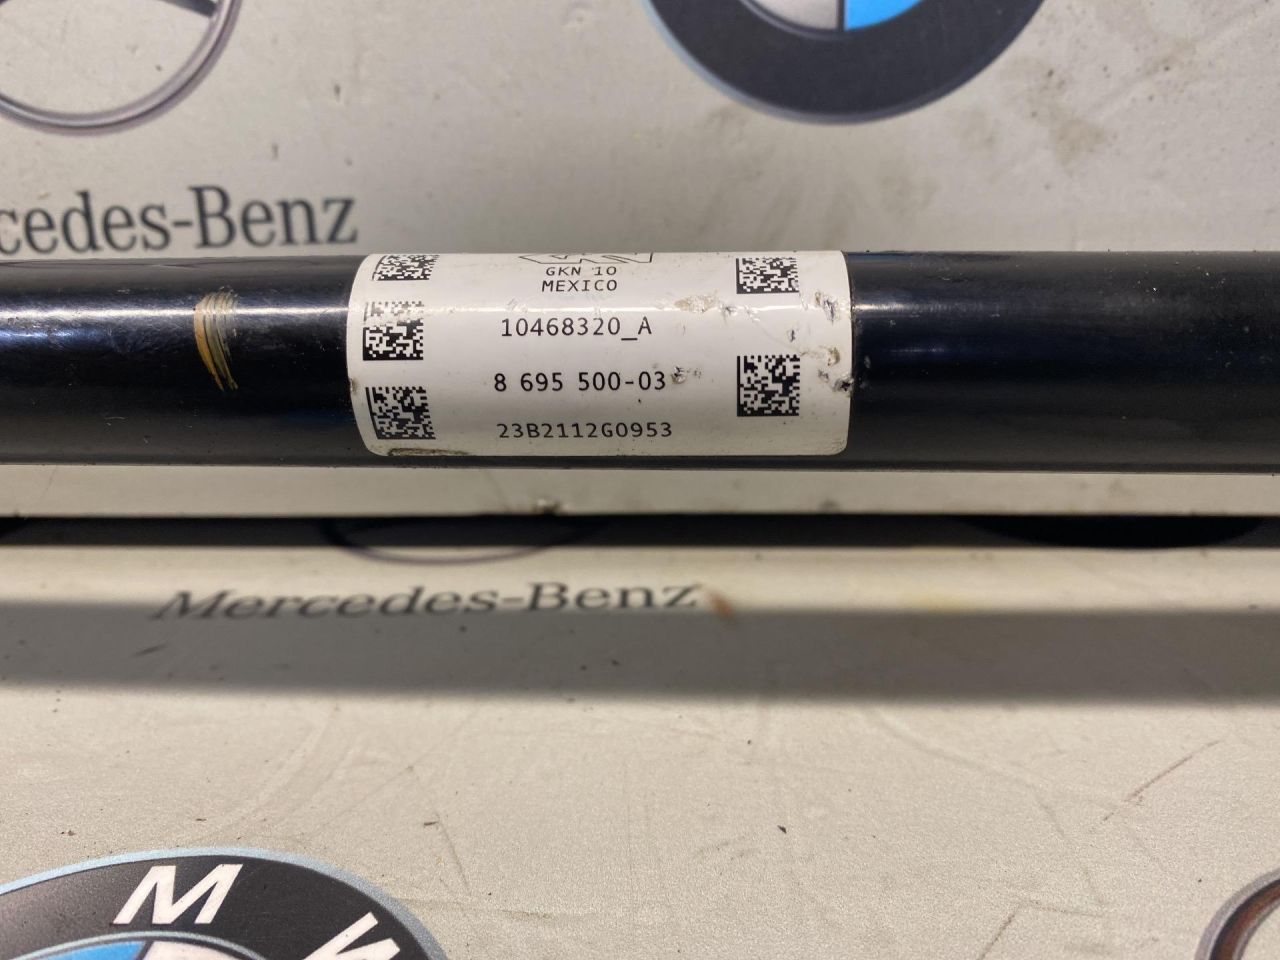 cedes-Benz
GKN 10
MEXICO
10468320_A
8 695 500-03
23B2112G0953
Mercedes-Benz
M
W